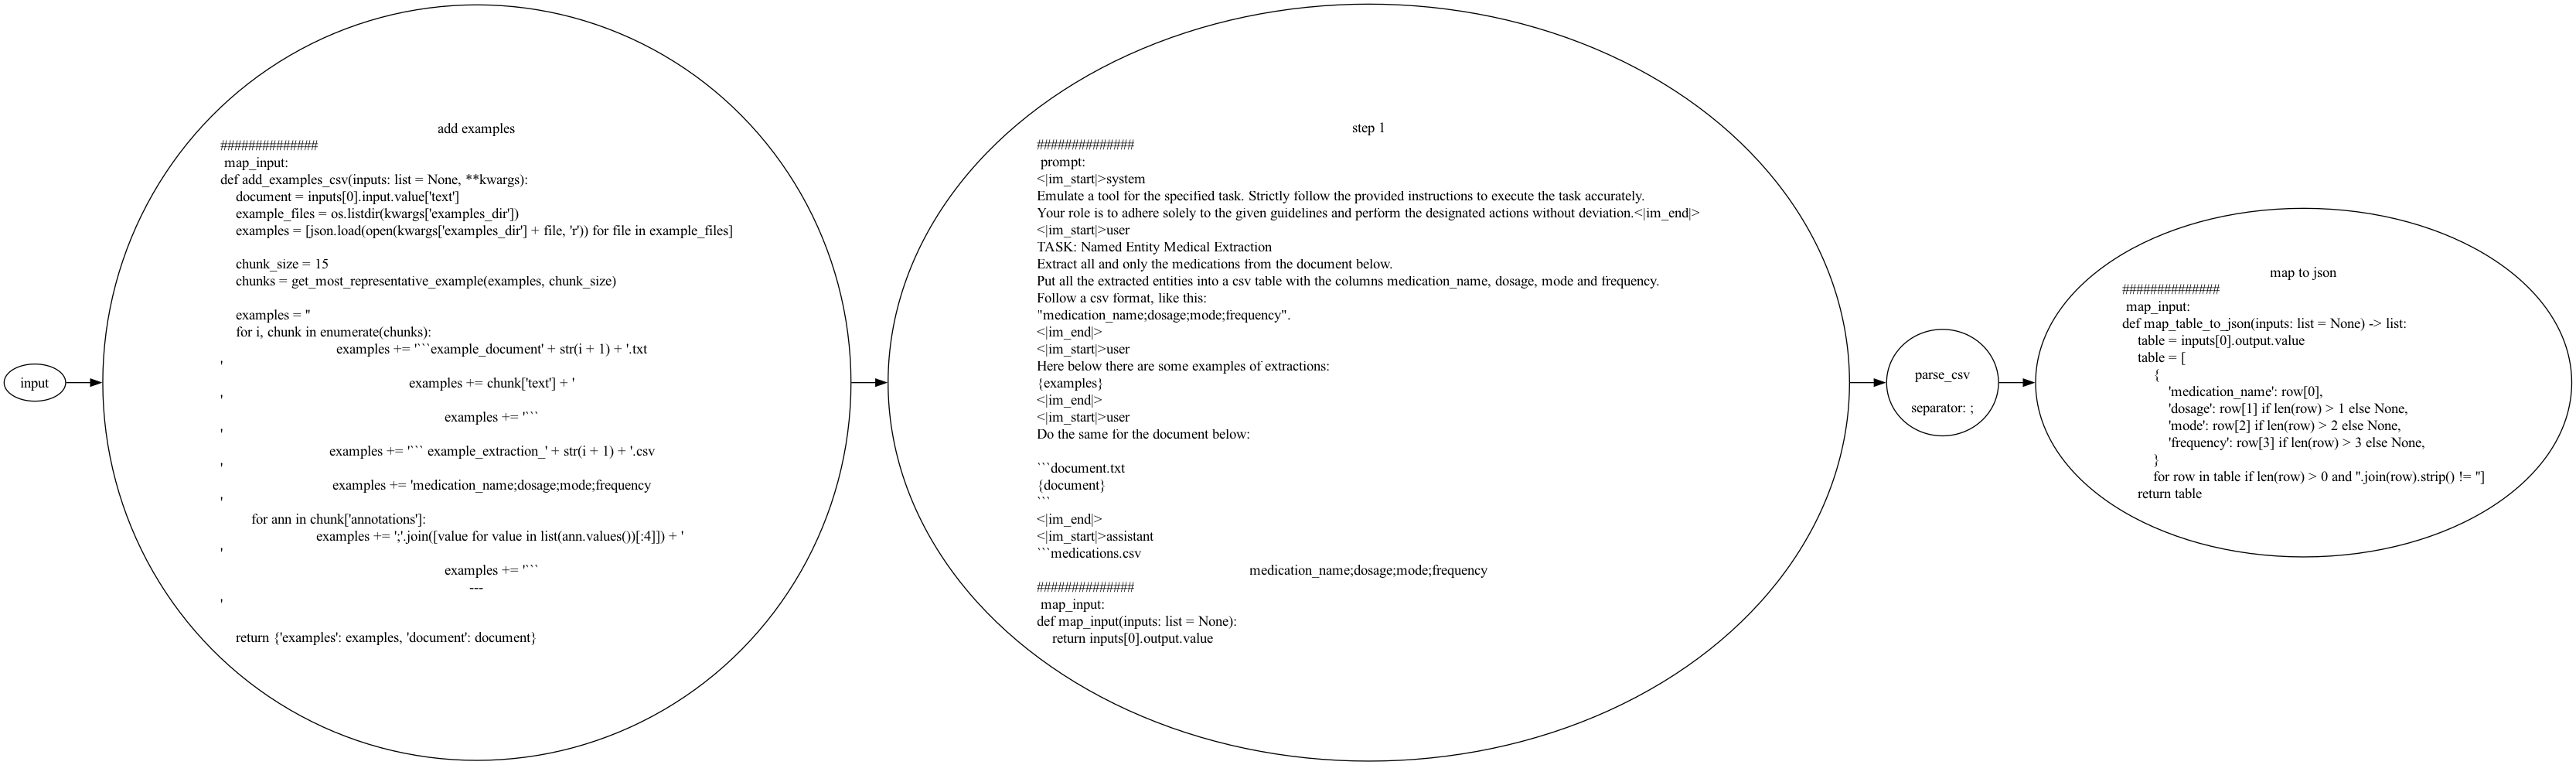 input
add examples
##############
map_input:
def add_examples_csv(inputs: list = None, **kwargs):
document = inputs[0].input.value['text']
example_files = os.listdir(kwargs['examples_dir'])
examples = [json.load(open(kwargs['examples_dir'] + file, 'r')) for file in example_files]
chunk_size = 15
chunks = get_most_representative_example(examples, chunk_size)
examples = ''
for i, chunk in enumerate(chunks):
examples += '```example_document' + str(i + 1) + '.txt
'
examples += chunk['text'] + '
'
examples += '```
'
examples += '``` example_extraction_' + str(i + 1) + '.csv
'
examples += 'medication_name;dosage;mode;frequency
'
for ann in chunk['annotations']:
examples += ';'.join([value for value in list(ann.values())[:4]]) + '
'
examples += '```
---
'
return {'examples': examples, 'document': document}
step 1
##############
prompt:
<|im_start|>system
Emulate a tool for the specified task. Strictly follow the provided instructions to execute the task accurately.
Your role is to adhere solely to the given guidelines and perform the designated actions without deviation.<|im_end|>
<|im_start|>user
TASK: Named Entity Medical Extraction
Extract all and only the medications from the document below.
Put all the extracted entities into a csv table with the columns medication_name, dosage, mode and frequency.
Follow a csv format, like this:
"medication_name;dosage;mode;frequency".
<|im_end|>
<|im_start|>user
Here below there are some examples of extractions:
{examples}
<|im_end|>
<|im_start|>user
Do the same for the document below:
```document.txt
{document}
```
<|im_end|>
<|im_start|>assistant
```medications.csv
medication_name;dosage;mode;frequency
##############
map_input:
def map_input(inputs: list = None):
return inputs[0].output.value
parse_csv
separator: ;
map to json
##############
map_input:
def map_table_to_json(inputs: list = None) -> list:
table = inputs[0].output.value
table = [
{
'medication_name': row[0],
'dosage': row[1] if len(row) > 1 else None,
'mode': row[2] if len(row) > 2 else None,
'frequency': row[3] if len(row) > 3 else None,
}
for row in table if len(row) > 0 and ''.join(row).strip() != '']
return table